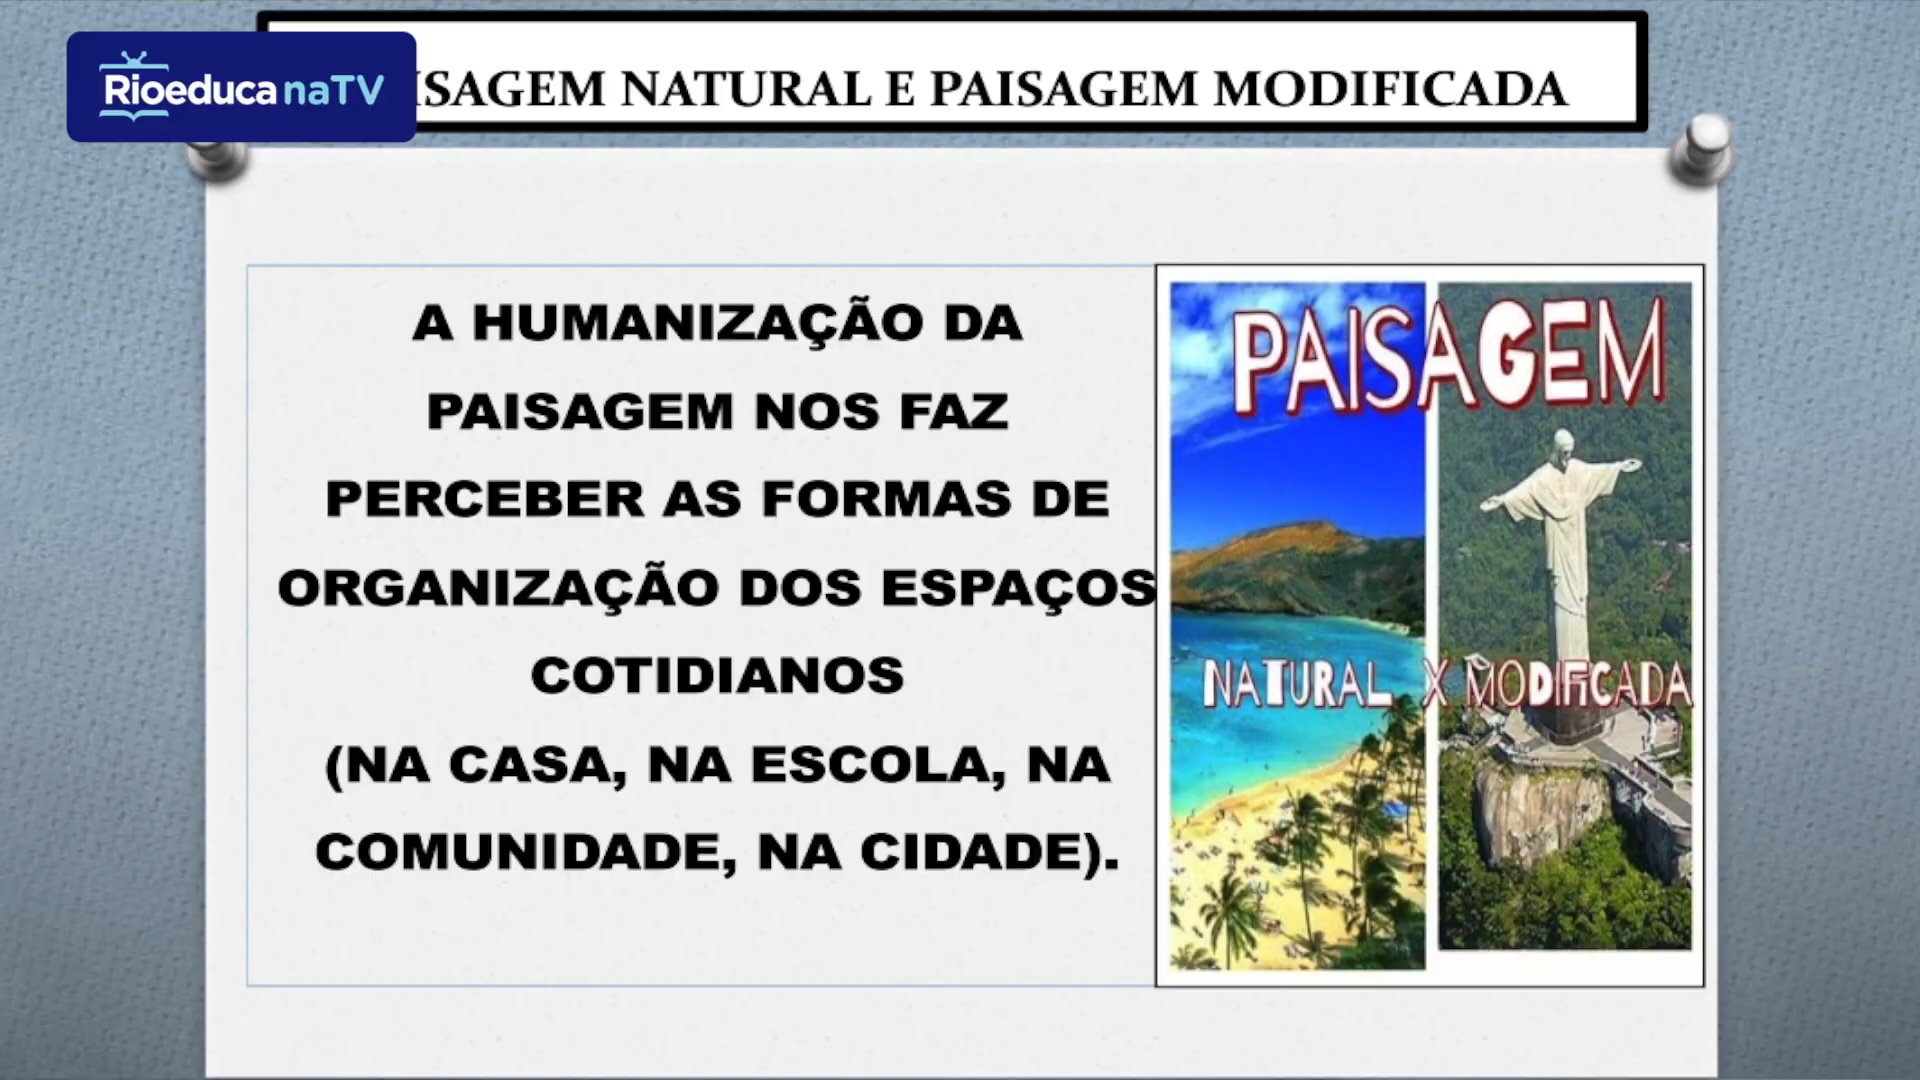 Rioeduca naTV
ISAGEM NATURAL E PAISAGEM MODIFICADA
A HUMANIZAÇÃO DA
PAISAGEM NOS FAZ
PERCEBER AS FORMAS DE
ORGANIZAÇÃO DOS ESPAÇOS
COTIDIANOS
(NA CASA, NA ESCOLA, NA
COMUNIDADE, NA CIDADE).
PAISAGEM
NATURAL X MODIFICADA